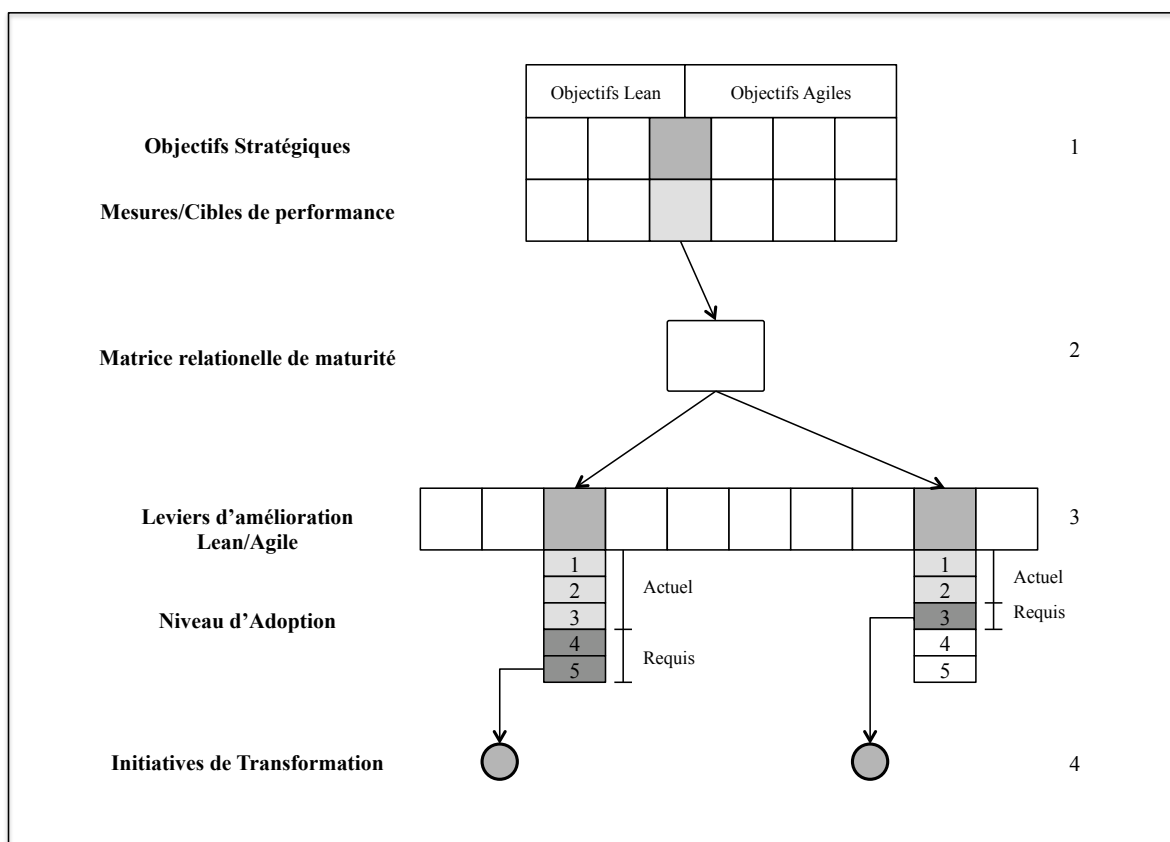 Objectifs Lean
Objectifs Agiles
Objectifs Stratégiques
1
Mesures/Cibles de performance
Matrice relationelle de maturité
2
Leviers d’amélioration
Lean/Agile
3
Niveau d’Adoption
1
2
3
4
5
Actuel
Requis
1
2
3
4
5
Actuel
Requis
Initiatives de Transformation
4